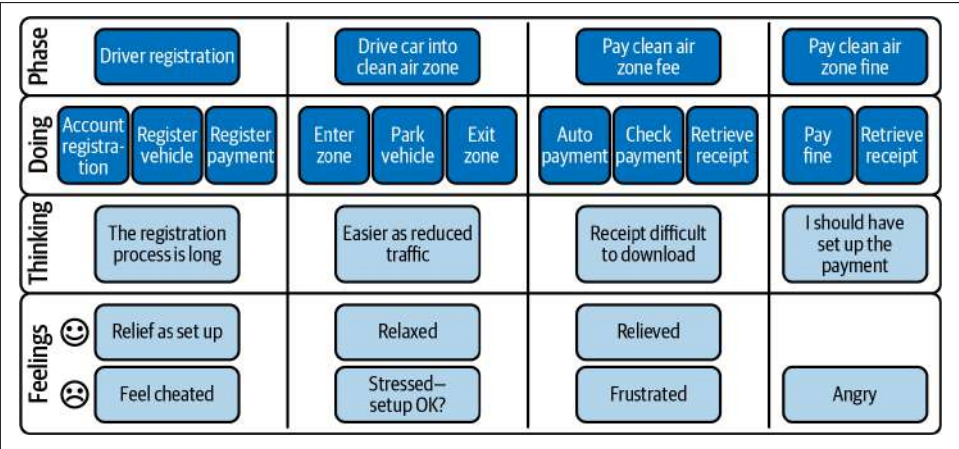 Phase
Driver registration
Drive car into
clean air zone
Pay clean air
zone fee
Pay clean air
zone fine
Doing
Account
registra-
tion
Register
vehicle
Register
payment
Enter
zone
Park
vehicle
Exit
zone
Auto
payment
Check
payment
Retrieve
receipt
Pay
fine
Retrieve
receipt
Thinking
The registration
process is long
Easier as reduced
traffic
Receipt difficult
to download
I should have
set up the
payment
Feelings
Relief as set up
Relaxed
Relieved
Feel cheated
Stressed—
setup OK?
Frustrated
Angry